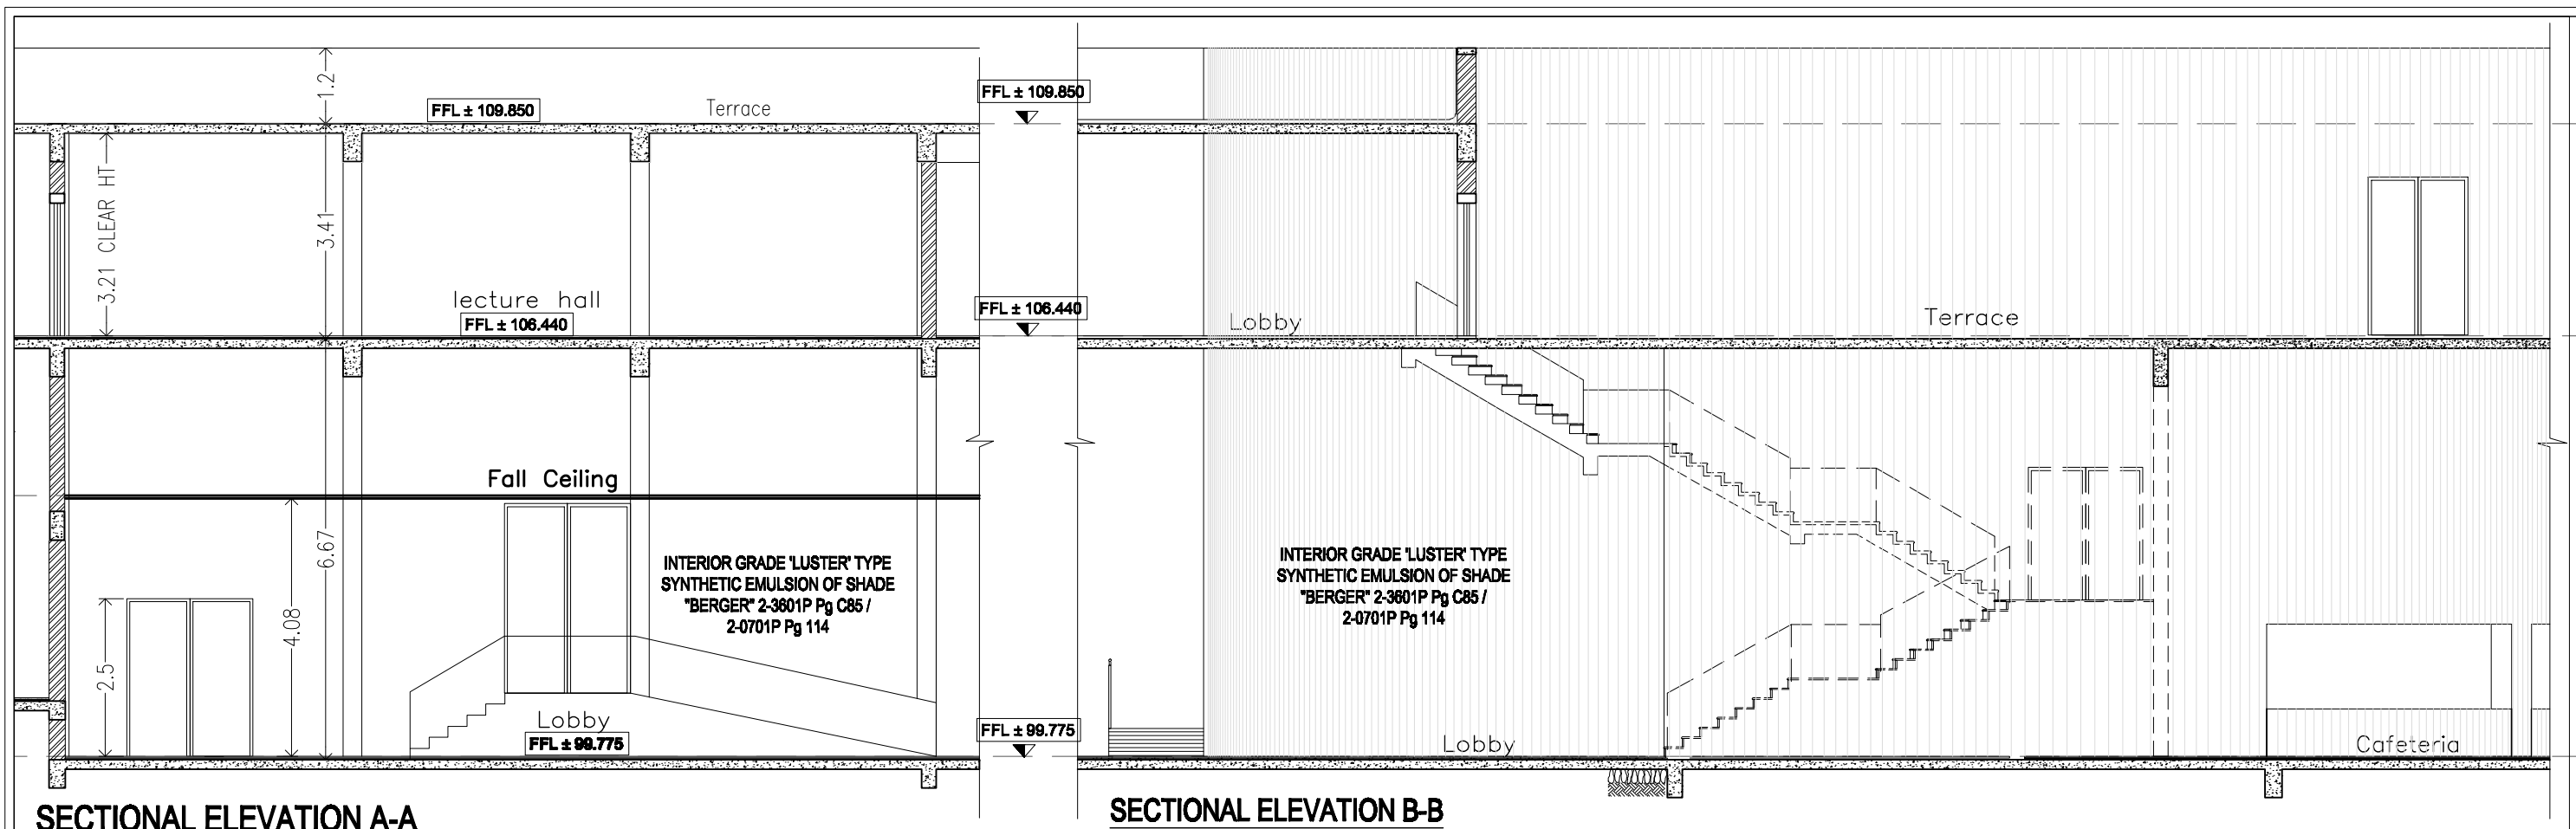 1.2
FFL ± 109.850
Terrace
FFL ± 109.850
3.21 CLEAR HT
3.41
lecture hall
FFL ± 106.440
FFL ± 106.440
Lobby
Terrace
Fall Ceiling
6.67
4.08
2.5
INTERIOR GRADE 'LUSTER' TYPE
SYNTHETIC EMULSION OF SHADE
"BERGER" 2-3601P Pg C85 /
2-0701P Pg 114
INTERIOR GRADE 'LUSTER' TYPE
SYNTHETIC EMULSION OF SHADE
"BERGER" 2-3601P Pg C85 /
2-0701P Pg 114
Lobby
FFL ± 99.775
FFL ± 99.775
Lobby
Cafeteria
SECTIONAL ELEVATION A-A
SECTIONAL ELEVATION B-B